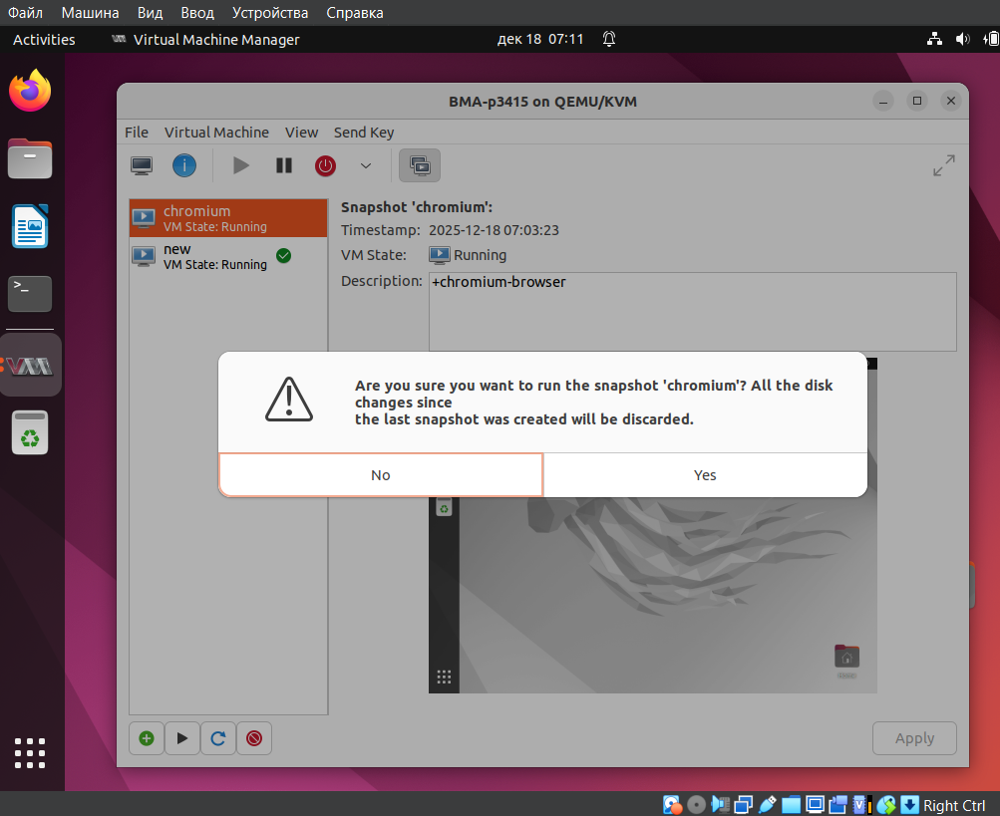 Файл Машина Вид Ввод Устройства Справка
Activities Virtual Machine Manager дек 18 07:11
BMA-p3415 on QEMU/KVM
File Virtual Machine View Send Key
chromium
VM State: Running
new
VM State: Running
Snapshot 'chromium':
Timestamp: 2025-12-18 07:03:23
VM State: Running
Description: +chromium-browser
Are you sure you want to run the snapshot 'chromium'? All the disk
changes since
the last snapshot was created will be discarded.
No Yes
Home
Apply
Right Ctrl